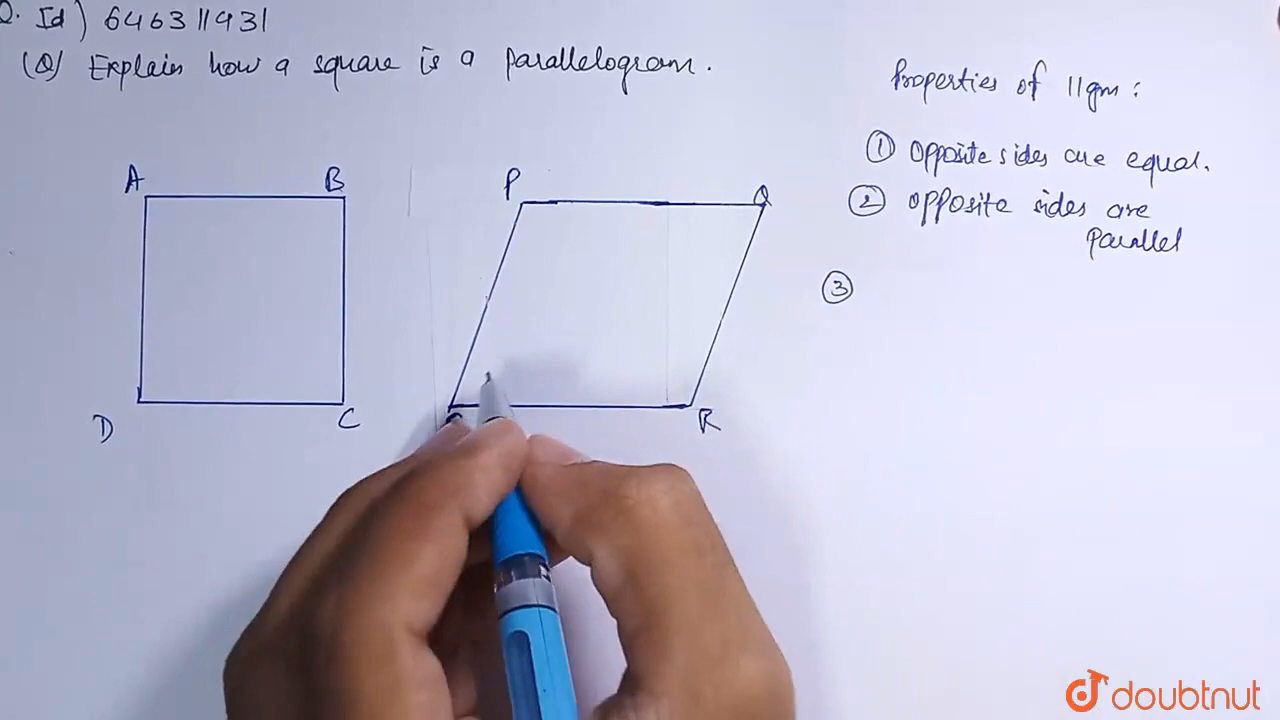 Q. Id) 646311931
(Q) Explain how a square is a parallelogram.
Properties of ||gm:
① Opposite sides are equal.
② Opposite sides are
parallel
③
A B
D C
P Q
R
doubtnut